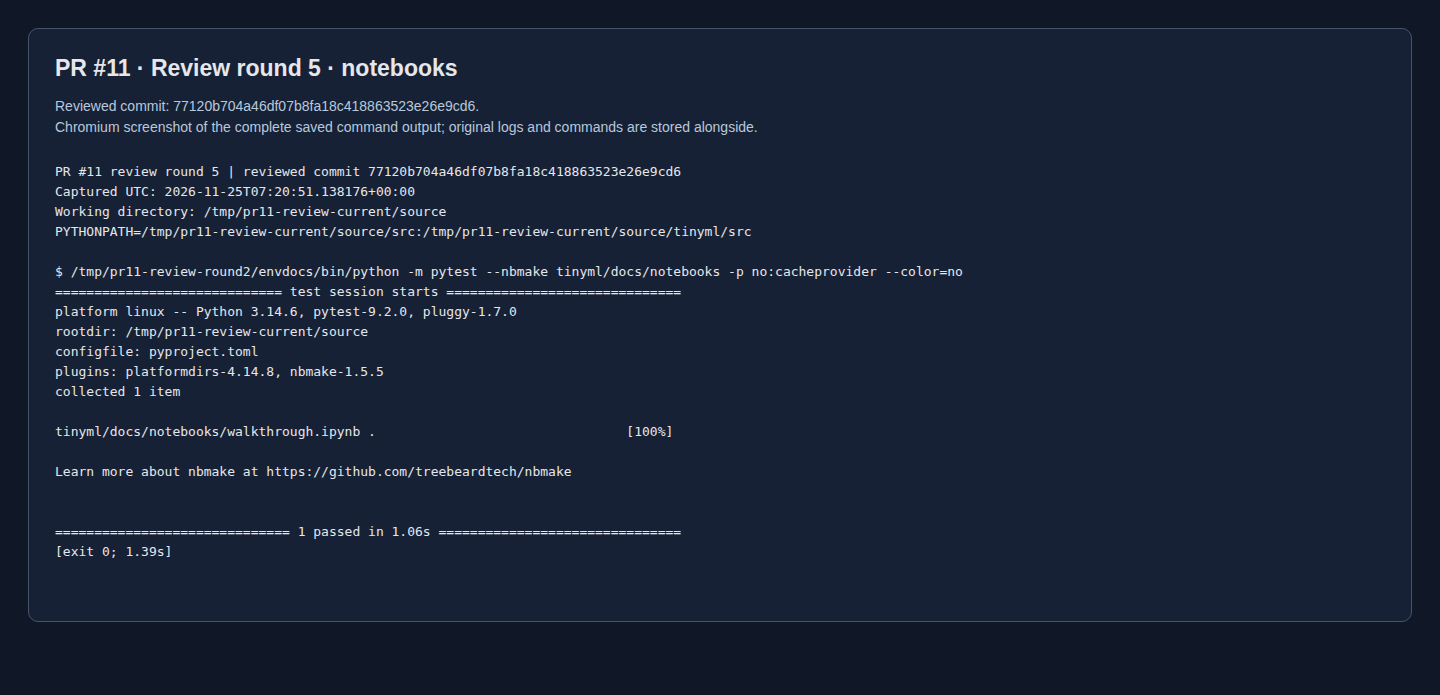 PR #11 · Review round 5 · notebooks
Reviewed commit: 77120b704a46df07b8fa18c418863523e26e9cd6.
Chromium screenshot of the complete saved command output; original logs and commands are stored alongside.
PR #11 review round 5 | reviewed commit 77120b704a46df07b8fa18c418863523e26e9cd6
Captured UTC: 2026-11-25T07:20:51.138176+00:00
Working directory: /tmp/pr11-review-current/source
PYTHONPATH=/tmp/pr11-review-current/source/src:/tmp/pr11-review-current/source/tinyml/src
$ /tmp/pr11-review-round2/envdocs/bin/python -m pytest --nbmake tinyml/docs/notebooks -p no:cacheprovider --color=no
============================= test session starts ==============================
platform linux -- Python 3.14.6, pytest-9.2.0, pluggy-1.7.0
rootdir: /tmp/pr11-review-current/source
configfile: pyproject.toml
plugins: platformdirs-4.14.8, nbmake-1.5.5
collected 1 item
tinyml/docs/notebooks/walkthrough.ipynb .                                [100%]
Learn more about nbmake at https://github.com/treebeardtech/nbmake
============================== 1 passed in 1.06s ===============================
[exit 0; 1.39s]